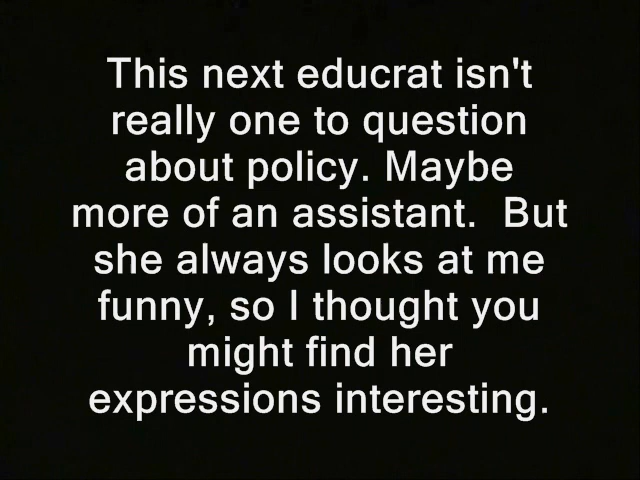 This next educrat isn't
really one to question
about policy. Maybe
more of an assistant.  But
she always looks at me
funny, so I thought you
might find her
expressions interesting.